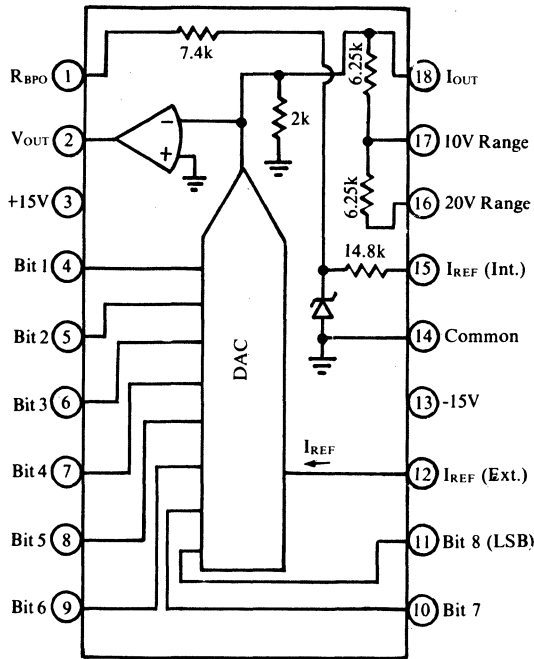 7.4k
6.25k
RBPO 1
18 IOUT
2k
VOUT 2
17 10V Range
+15V 3
6.25k
16 20V Range
14.8k
Bit 1 4
15 IREF (Int.)
Bit 2 5
14 Common
DAC
Bit 3 6
13 -15V
IREF
Bit 4 7
12 IREF (Ext.)
Bit 5 8
11 Bit 8 (LSB)
Bit 6 9
10 Bit 7